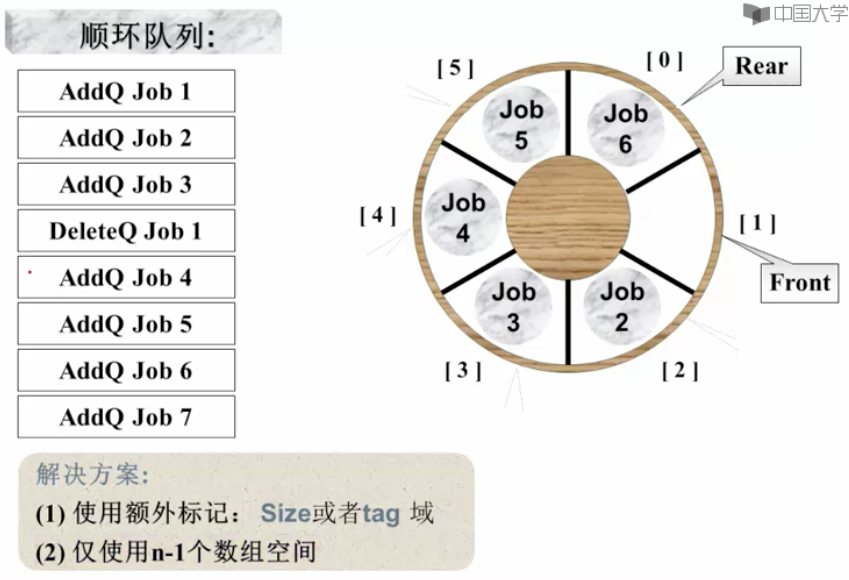 中国大学
顺环队列:
AddQ Job 1
AddQ Job 2
AddQ Job 3
DeleteQ Job 1
AddQ Job 4
AddQ Job 5
AddQ Job 6
AddQ Job 7
[ 5 ]
[ 0 ]
Rear
Job
5
Job
6
[ 4 ]
Job
4
[ 1 ]
Front
Job
3
Job
2
[ 3 ]
[ 2 ]
解决方案:
(1) 使用额外标记： Size或者tag 域
(2) 仅使用n-1个数组空间